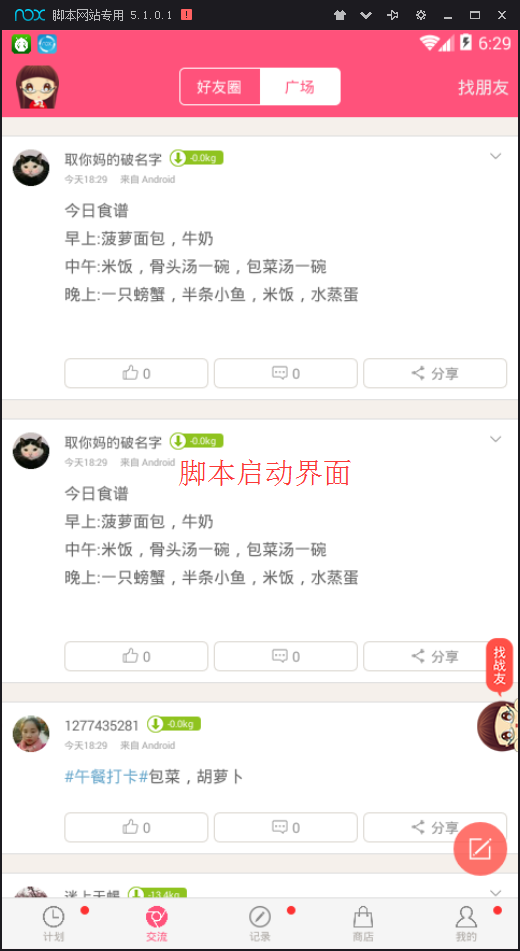 nox 脚本网站专用 5.1.0.1
6:29
好友圈 广场 找朋友
取你妈的破名字 -0.0kg
今天18:29 来自 Android
今日食谱
早上:菠萝面包，牛奶
中午:米饭，骨头汤一碗，包菜汤一碗
晚上:一只螃蟹，半条小鱼，米饭，水蒸蛋
0 0 分享
取你妈的破名字 -0.0kg
今天18:29 来自 Android
脚本启动界面
今日食谱
早上:菠萝面包，牛奶
中午:米饭，骨头汤一碗，包菜汤一碗
晚上:一只螃蟹，半条小鱼，米饭，水蒸蛋
0 0 分享
找战友
1277435281 -0.0kg
今天18:29 来自 Android
#午餐打卡#包菜，胡萝卜
0 0 分享
-13.4kg
计划 交流 记录 商店 我的